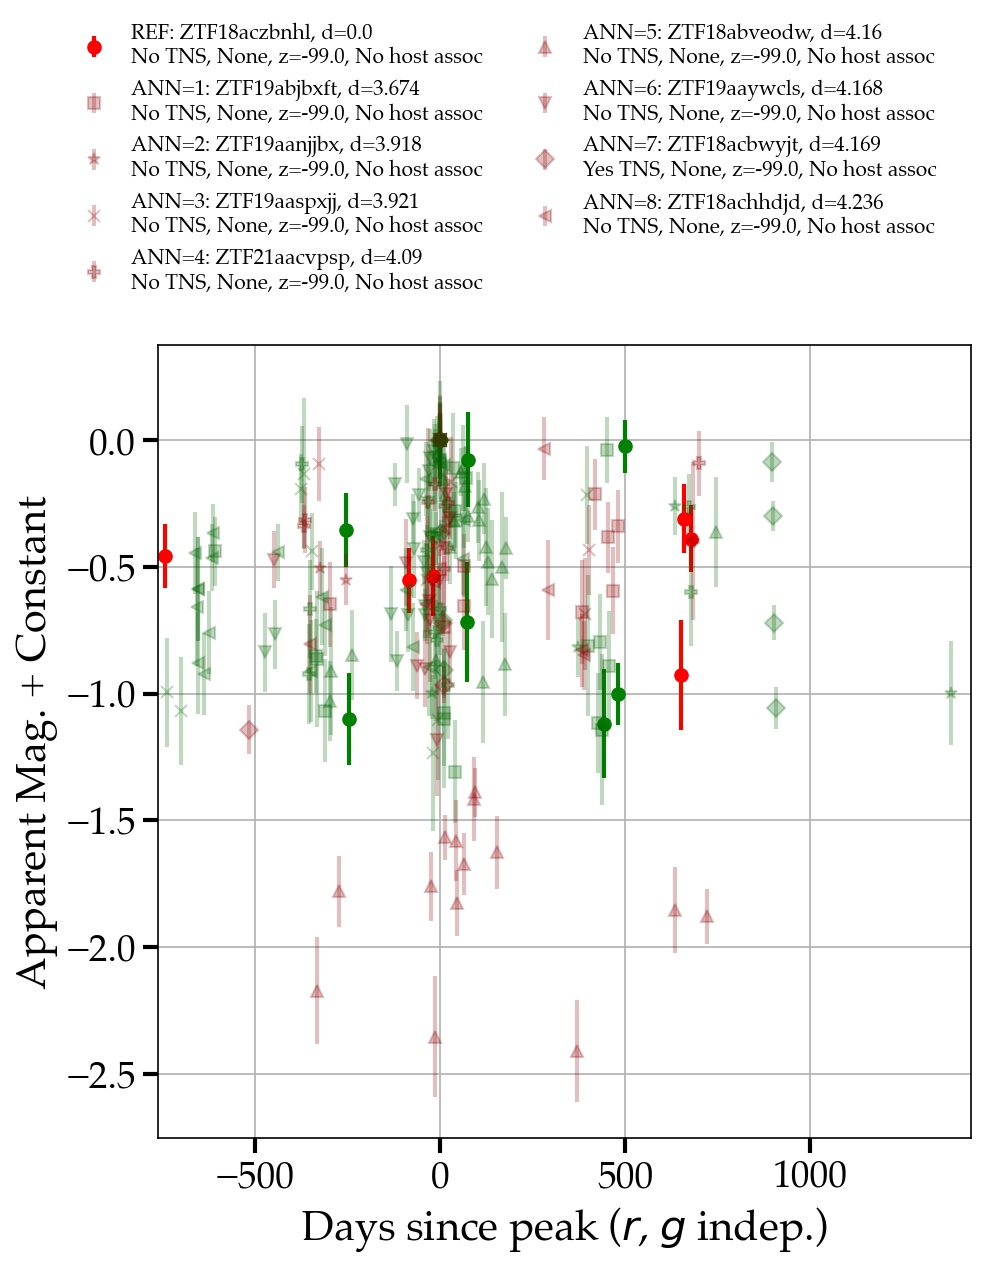 REF: ZTF18aczbnhl, d=0.0
No TNS, None, z=-99.0, No host assoc
ANN=1: ZTF19abjbxft, d=3.674
No TNS, None, z=-99.0, No host assoc
ANN=2: ZTF19aanjjbx, d=3.918
No TNS, None, z=-99.0, No host assoc
ANN=3: ZTF19aaspxjj, d=3.921
No TNS, None, z=-99.0, No host assoc
ANN=4: ZTF21aacvpsp, d=4.09
No TNS, None, z=-99.0, No host assoc
ANN=5: ZTF18abveodw, d=4.16
No TNS, None, z=-99.0, No host assoc
ANN=6: ZTF19aaywcls, d=4.168
No TNS, None, z=-99.0, No host assoc
ANN=7: ZTF18acbwyjt, d=4.169
Yes TNS, None, z=-99.0, No host assoc
ANN=8: ZTF18achhdjd, d=4.236
No TNS, None, z=-99.0, No host assoc
Apparent Mag. + Constant
0.0
−0.5
−1.0
−1.5
−2.0
−2.5
−500
0
500
1000
Days since peak (r, g indep.)